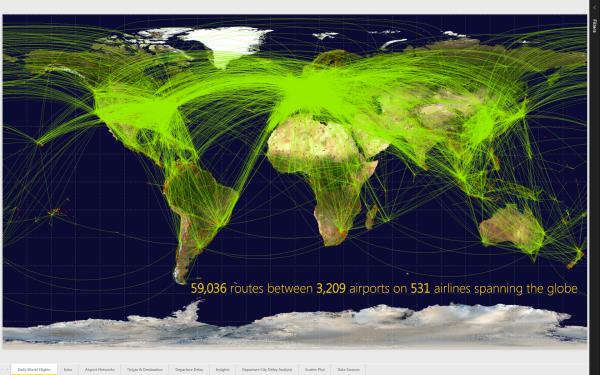 Filters
59,036 routes between 3,209 airports on 531 airlines spanning the globe
Daily World Flights
Intro
Airport Networks
Origin & Destination
Departure Delay
Insights
Departure City Delay Analysis
Scatter Plot
Data Sources